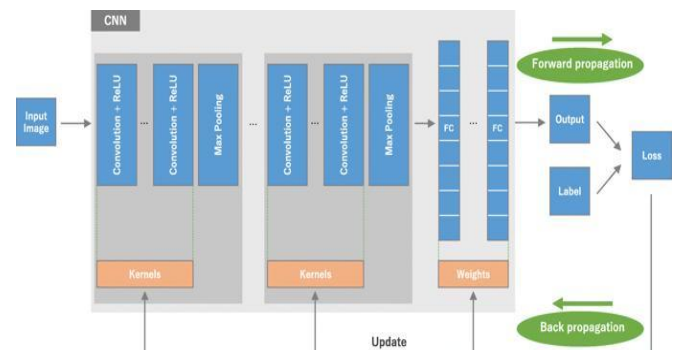 CNN
Forward propagation
Input
Image
Convolution + ReLU
...
Convolution + ReLU
Max Pooling
...
Convolution + ReLU
...
Convolution + ReLU
Max Pooling
FC
...
FC
Output
Label
Loss
Kernels
Kernels
Weights
Update
Back propagation